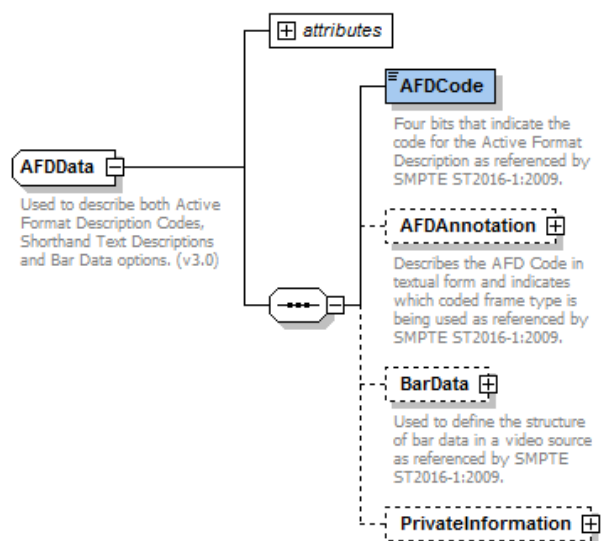 attributes
AFDData
Used to describe both Active
Format Description Codes,
Shorthand Text Descriptions
and Bar Data options. (v3.0)
AFDCode
Four bits that indicate the
code for the Active Format
Description as referenced by
SMPTE ST2016-1:2009.
AFDAnnotation
Describes the AFD Code in
textual form and indicates
which coded frame type is
being used as referenced by
SMPTE ST2016-1:2009.
BarData
Used to define the structure
of bar data in a video source
as referenced by SMPTE
ST2016-1:2009.
PrivateInformation